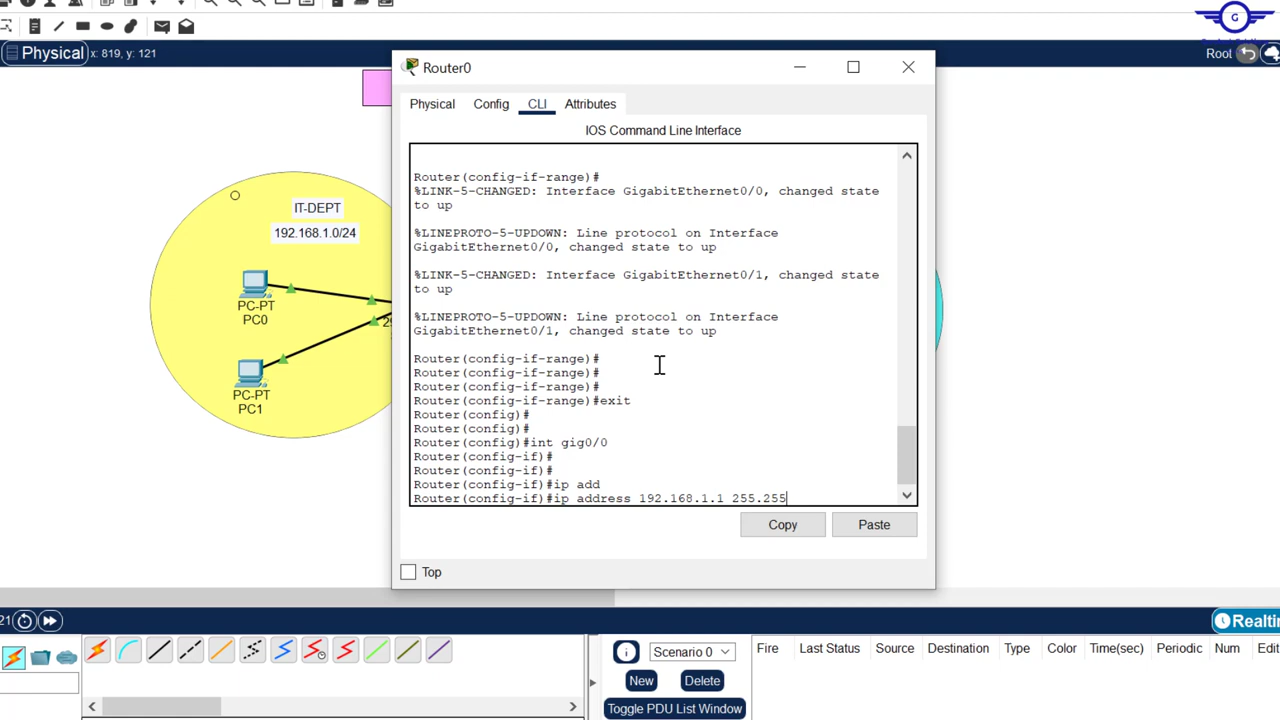 G
Physical
x: 819, y: 121
Root
Router0
Physical
Config
CLI
Attributes
IOS Command Line Interface
Router(config-if-range)#
%LINK-5-CHANGED: Interface GigabitEthernet0/0, changed state
to up
%LINEPROTO-5-UPDOWN: Line protocol on Interface
GigabitEthernet0/0, changed state to up
%LINK-5-CHANGED: Interface GigabitEthernet0/1, changed state
to up
%LINEPROTO-5-UPDOWN: Line protocol on Interface
GigabitEthernet0/1, changed state to up
Router(config-if-range)#
Router(config-if-range)#
Router(config-if-range)#
Router(config-if-range)#exit
Router(config)#
Router(config)#
Router(config)#int gig0/0
Router(config-if)#
Router(config-if)#
Router(config-if)#ip add
Router(config-if)#ip address 192.168.1.1 255.255
Copy
Paste
Top
IT-DEPT
192.168.1.0/24
PC-PT
PC0
PC-PT
PC1
29
21
Realtim
Scenario 0
New
Delete
Toggle PDU List Window
Fire
Last Status
Source
Destination
Type
Color
Time(sec)
Periodic
Num
Edit